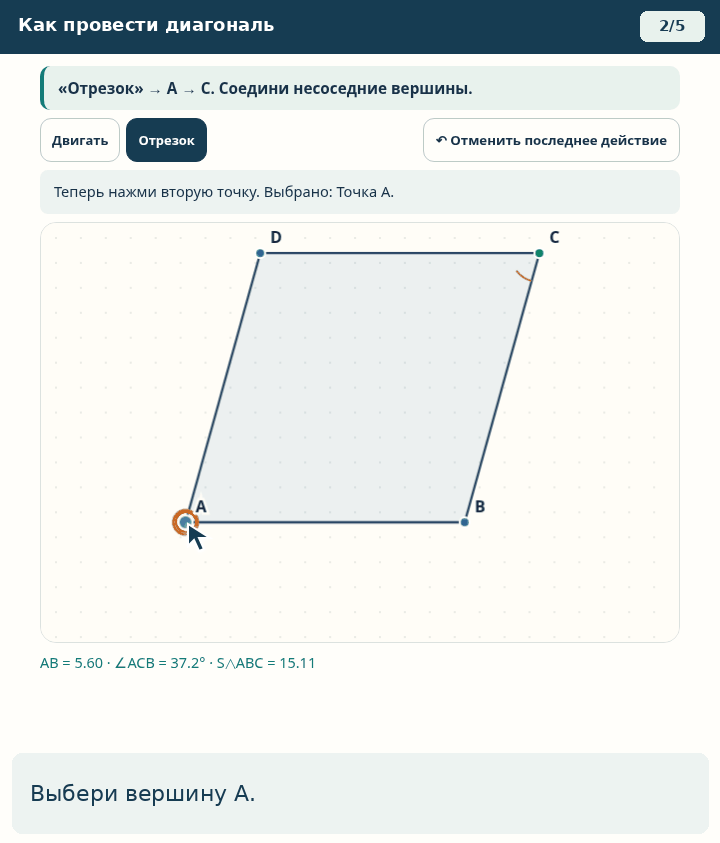 Как провести диагональ
2/5
«Отрезок» → A → C. Соедини несоседние вершины.
Двигать
Отрезок
↶ Отменить последнее действие
Теперь нажми вторую точку. Выбрано: Точка A.
D
C
A
B
AB = 5.60 · ∠ACB = 37.2° · S△ABC = 15.11
Выбери вершину A.